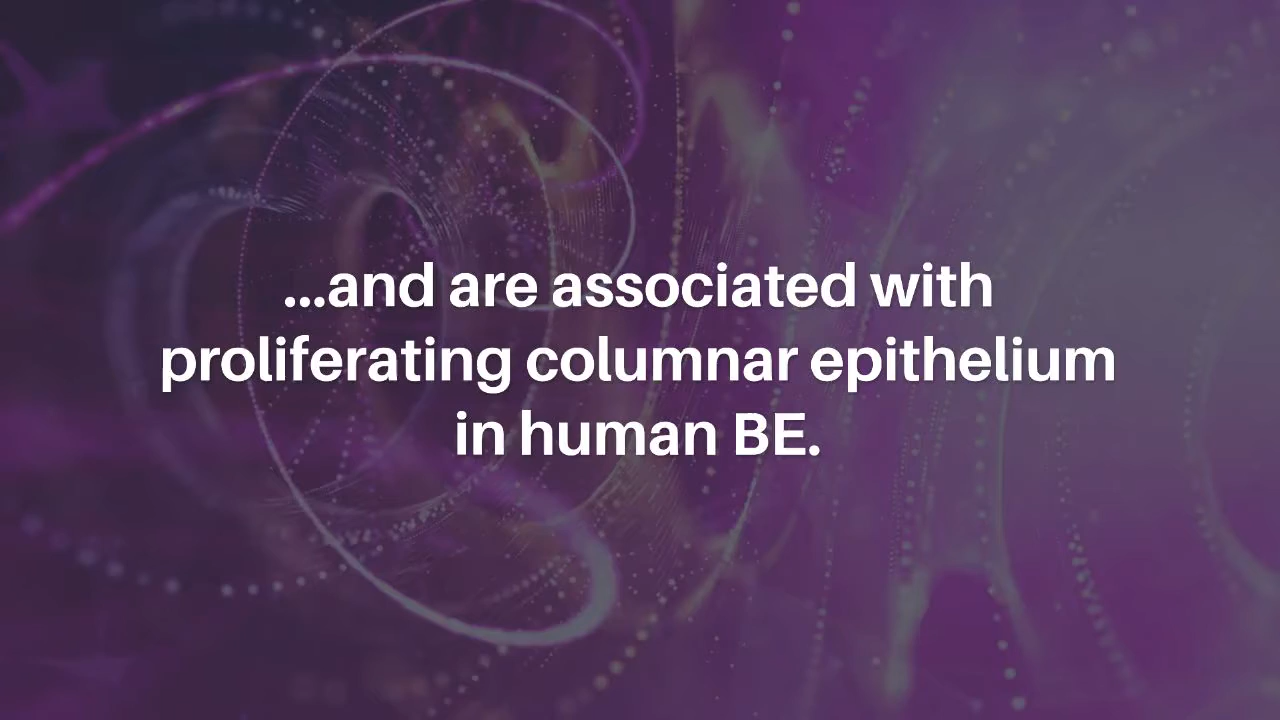 ...and are associated with
proliferating columnar epithelium
in human BE.